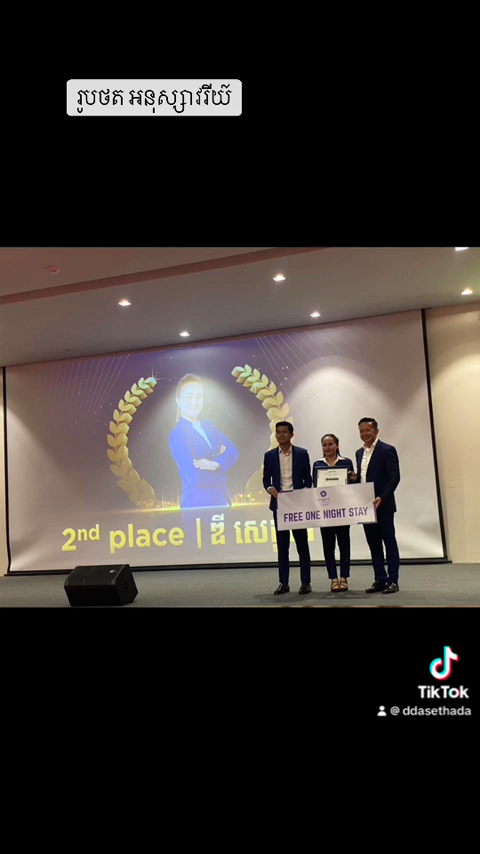 រូបថត អនុស្សាវរីយ៍
2nd place | ឌី
FREE ONE NIGHT STAY
TikTok
@ ddasethada